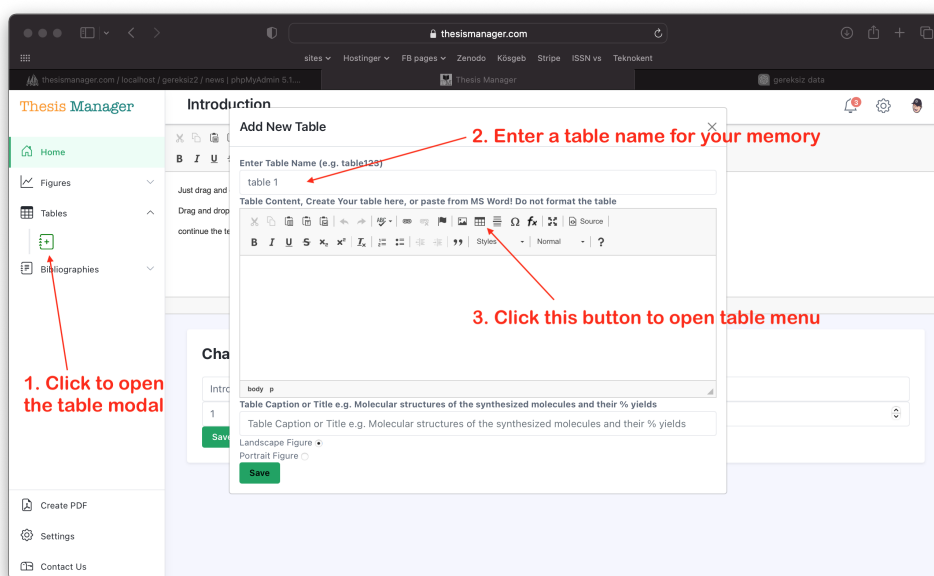 thesismanager.com
sites Hostinger FB pages Zenodo Kösgeb Stripe ISSN vs Teknokent
thesismanager.com / localhost / gereksiz2 / news | phpMyAdmin 5.1....
Thesis Manager
gereksiz data
Thesis Manager
Introduction
3
Add New Table
2. Enter a table name for your memory
Home
B I U
Enter Table Name (e.g. table123)
Figures
table 1
Just drag and
Table Content, Create Your table here, or paste from MS Word! Do not format the table
Tables
Drag and drop
Source
continue the te
B I U S x₂ x² Ix Styles Normal ?
Bibliographies
3. Click this button to open table menu
Cha
1. Click to open
the table modal
Intro
body p
Table Caption or Title e.g. Molecular structures of the synthesized molecules and their % yields
1
Table Caption or Title e.g. Molecular structures of the synthesized molecules and their % yields
Save
Landscape Figure
Portrait Figure
Save
Create PDF
Settings
Contact Us